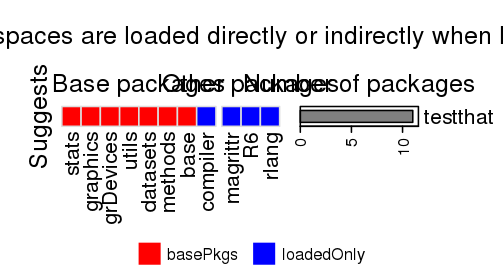 spaces are loaded directly or indirectly when
Base packages
Other packages
Number of packages
Suggests
testthat
stats
graphics
grDevices
utils
datasets
methods
base
compiler
magrittr
R6
rlang
0
5
10
basePkgs
loadedOnly